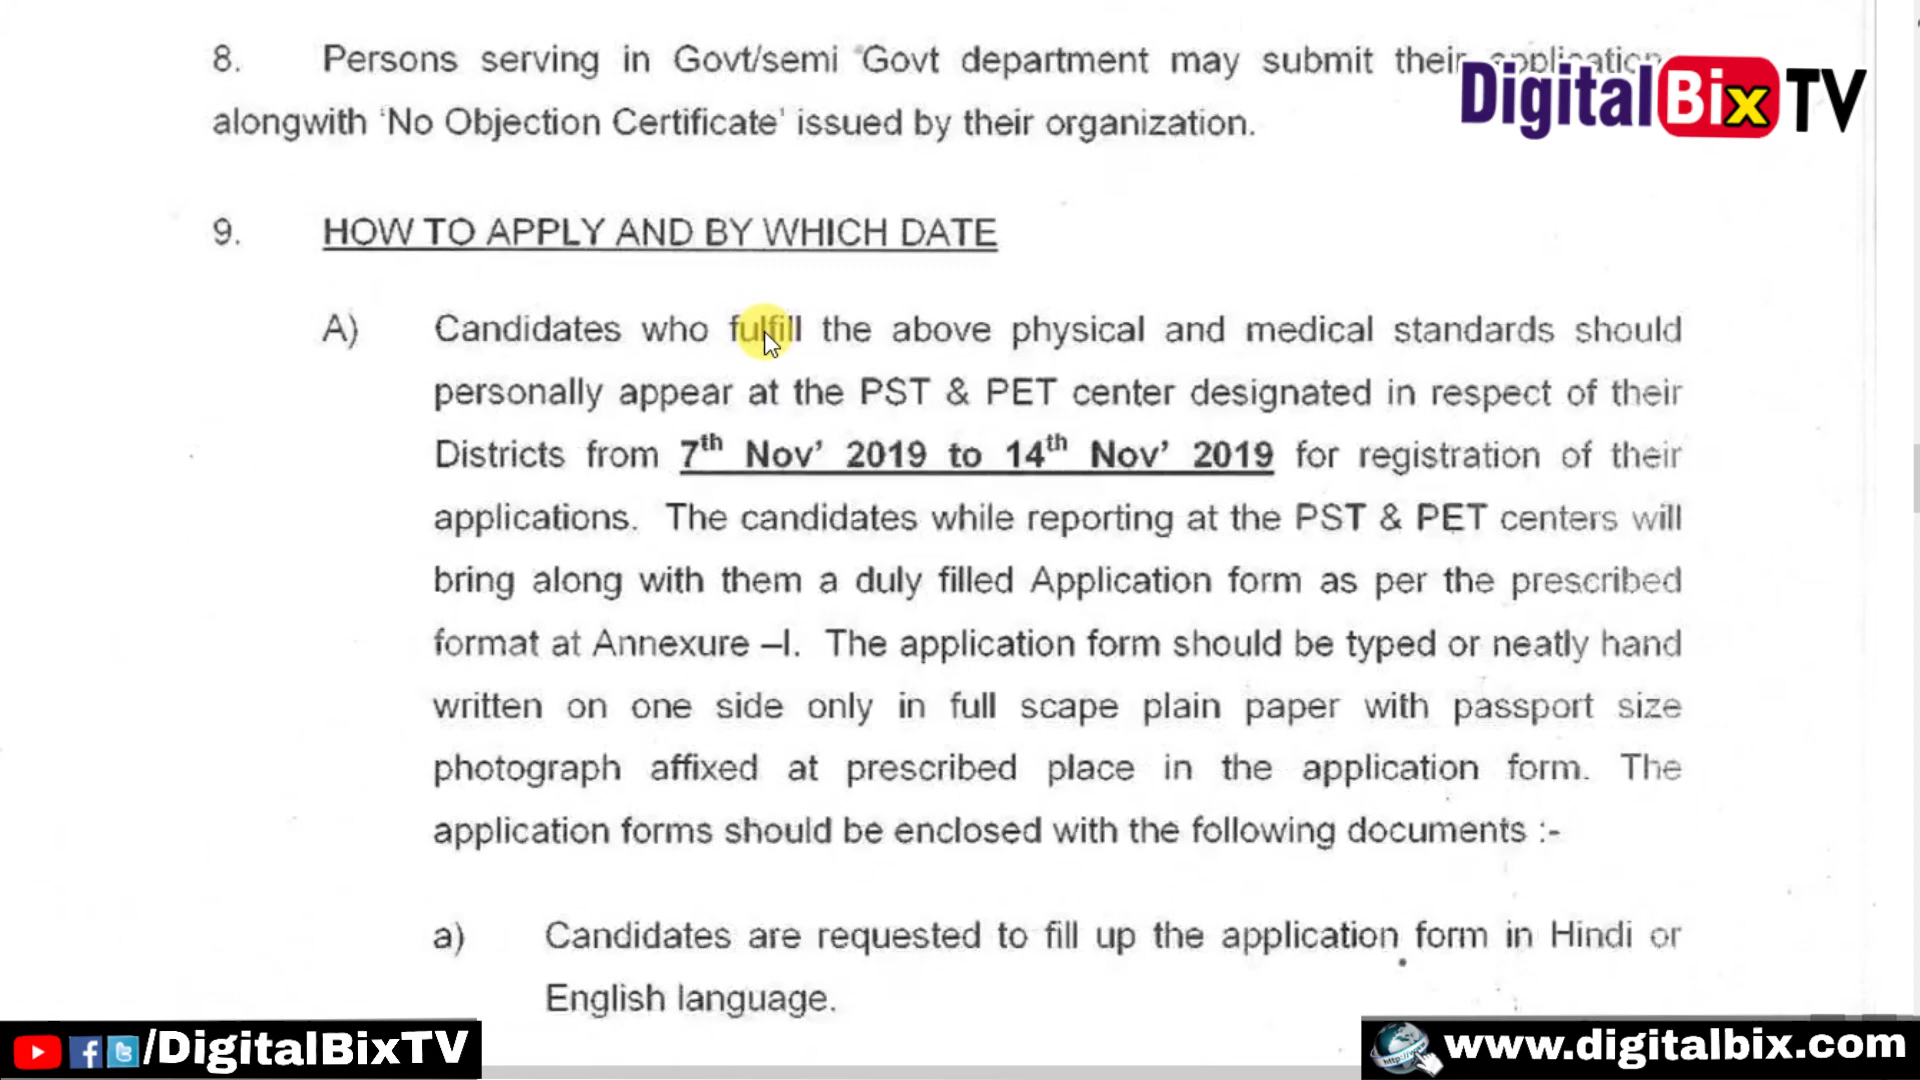 8. Persons serving in Govt/semi Govt department may submit their application
alongwith 'No Objection Certificate' issued by their organization.
DigitalBixTV
9. HOW TO APPLY AND BY WHICH DATE
A) Candidates who fulfill the above physical and medical standards should
personally appear at the PST & PET center designated in respect of their
Districts from 7th Nov' 2019 to 14th Nov' 2019 for registration of their
applications. The candidates while reporting at the PST & PET centers will
bring along with them a duly filled Application form as per the prescribed
format at Annexure –I. The application form should be typed or neatly hand
written on one side only in full scape plain paper with passport size
photograph affixed at prescribed place in the application form. The
application forms should be enclosed with the following documents :-
a) Candidates are requested to fill up the application form in Hindi or
English language.
/DigitalBixTV
http://www
www.digitalbix.com